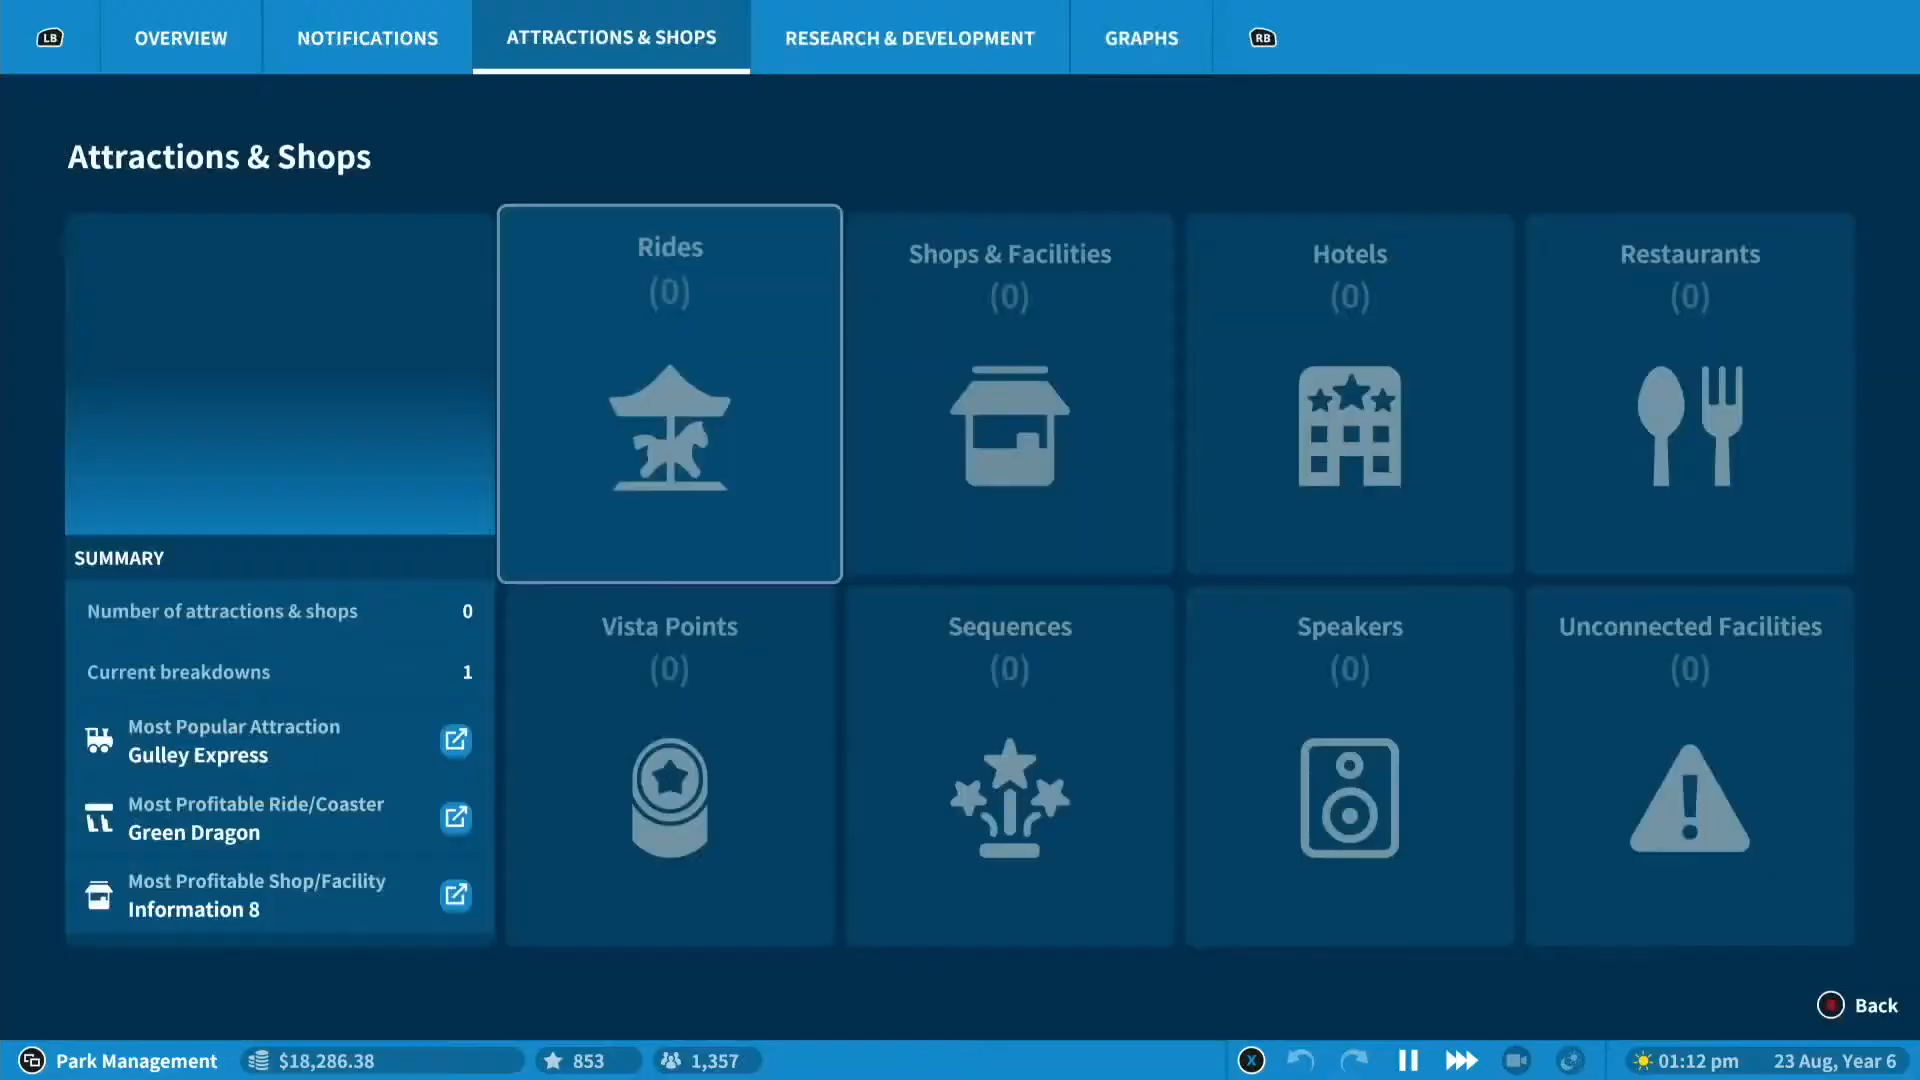 LB OVERVIEW NOTIFICATIONS ATTRACTIONS & SHOPS RESEARCH & DEVELOPMENT GRAPHS RB
Attractions & Shops
Rides
(0)
Shops & Facilities
(0)
Hotels
(0)
Restaurants
(0)
SUMMARY
Number of attractions & shops 0
Current breakdowns 1
Most Popular Attraction
Gulley Express
Most Profitable Ride/Coaster
Green Dragon
Most Profitable Shop/Facility
Information 8
Vista Points
(0)
Sequences
(0)
Speakers
(0)
Unconnected Facilities
(0)
Back
Park Management $18,286.38 853 1,357 X 01:12 pm 23 Aug, Year 6